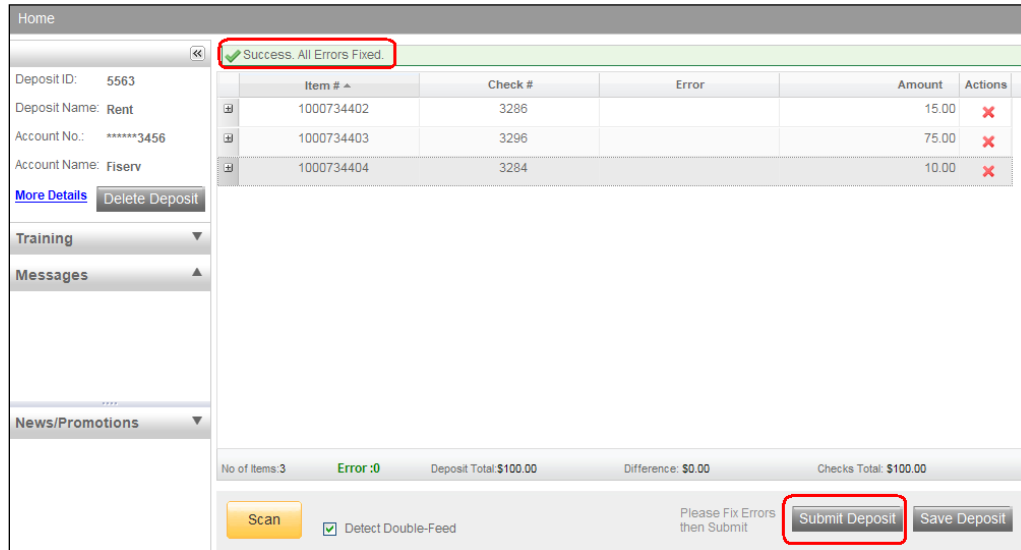 Home
Success. All Errors Fixed.
Deposit ID: 5563
Deposit Name: Rent
Account No.: ******3456
Account Name: Fiserv
More Details Delete Deposit
Training
Messages
News/Promotions
Item # Check # Error Amount Actions
1000734402 3286 15.00
1000734403 3296 75.00
1000734404 3284 10.00
No of Items:3 Error :0 Deposit Total:$100.00 Difference: $0.00 Checks Total: $100.00
Scan Detect Double-Feed
Please Fix Errors
then Submit
Submit Deposit Save Deposit